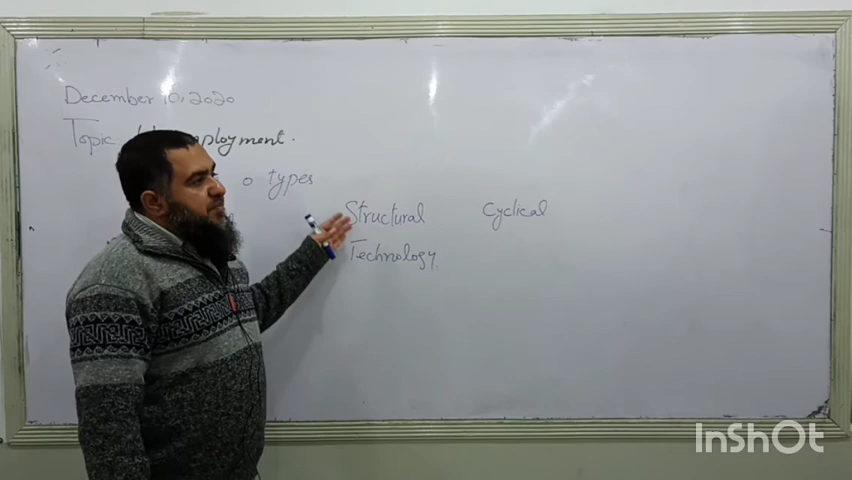 December 10, 2020
Topic ployment.
o types
Structural Cyclical
Technology
InShOt